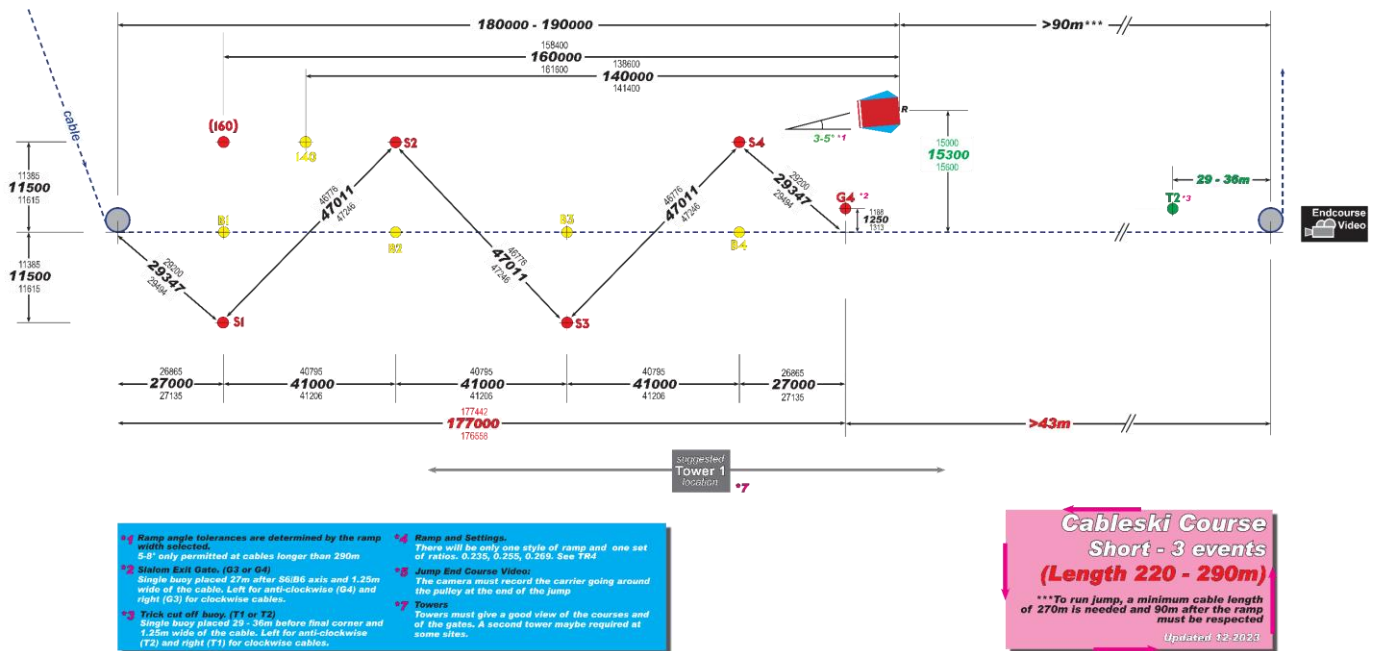 180000 - 190000
>90m***
158400
160000
161600
138600
140000
141400
cable
(160)
140
S2
S4
R
3-5° *1
15000
15300
15600
11385
11500
11615
11385
11500
11615
46776
47011
47246
46776
47011
47246
46776
47011
47246
29200
29347
29494
G4 *2
1188
1250
1313
29 - 36m
T2 *3
Endcourse
Video
B1
B2
B3
B4
29200
29347
29494
S1
S3
26865
27000
27135
40795
41000
41206
40795
41000
41206
40795
41000
41206
26865
27000
27135
177442
177000
176558
>43m
suggested
Tower 1
location
*7
*1 Ramp angle tolerances are determined by the ramp
width selected.
5-8° only permitted at cables longer than 290m
*2 Slalom Exit Gate. (G3 or G4)
Single buoy placed 27m after S6/B6 axis and 1.25m
wide of the cable. Left for anti-clockwise (G4) and
right (G3) for clockwise cables.
*3 Trick cut off buoy. (T1 or T2)
Single buoy placed 29 - 36m before final corner and
1.25m wide of the cable. Left for anti-clockwise
(T2) and right (T1) for clockwise cables.
*4 Ramp and Settings.
There will be only one style of ramp and one set
of ratios. 0.235, 0.255, 0.269. See TR4
*5 Jump End Course Video:
The camera must record the carrier going around
the pulley at the end of the jump
*7 Towers
Towers must give a good view of the courses and
of the gates. A second tower maybe required at
some sites.
Cableski Course
Short - 3 events
(Length 220 - 290m)
***To run jump, a minimum cable length
of 270m is needed and 90m after the ramp
must be respected
Updated 12-2023